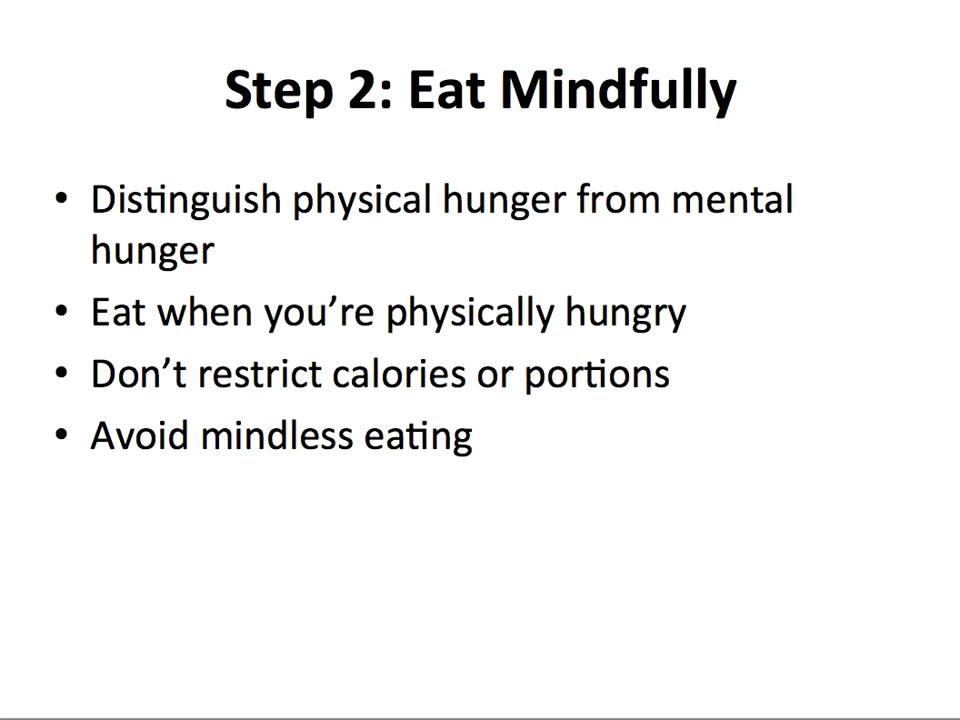 Step 2: Eat Mindfully
• Distinguish physical hunger from mental
hunger
• Eat when you’re physically hungry
• Don’t restrict calories or portions
• Avoid mindless eating